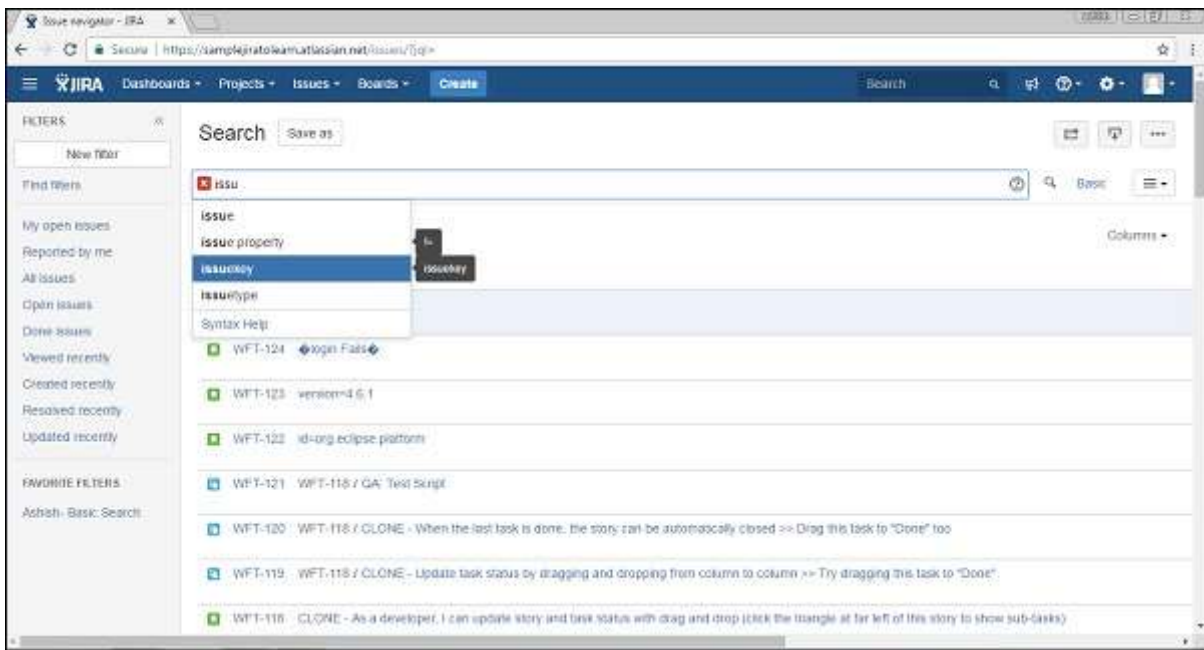 Issue navigator - JIRA
Secure | https://samplejiratolearn.atlassian.net/issues/?jql=
JIRA Dashboards Projects Issues Boards Create Search
FILTERS
New filter
Find filters
My open issues
Reported by me
All issues
Open issues
Done issues
Viewed recently
Created recently
Resolved recently
Updated recently
FAVORITE FILTERS
Ashish- Basic Search
Search Save as
issu Basic
issue
issue property
issuekey issuekey
issuetype
Syntax Help
Columns
WFT-124 �login Fails�
WFT-123 version=4.6.1
WFT-122 id=org.eclipse.platform
WFT-121 WFT-118 / QA: Test Script
WFT-120 WFT-118 / CLONE - When the last task is done, the story can be automatically closed >> Drag this task to "Done" too
WFT-119 WFT-118 / CLONE - Update task status by dragging and dropping from column to column >> Try dragging this task to "Done"
WFT-118 CLONE - As a developer, I can update story and task status with drag and drop (click the triangle at far left of this story to show sub-tasks)